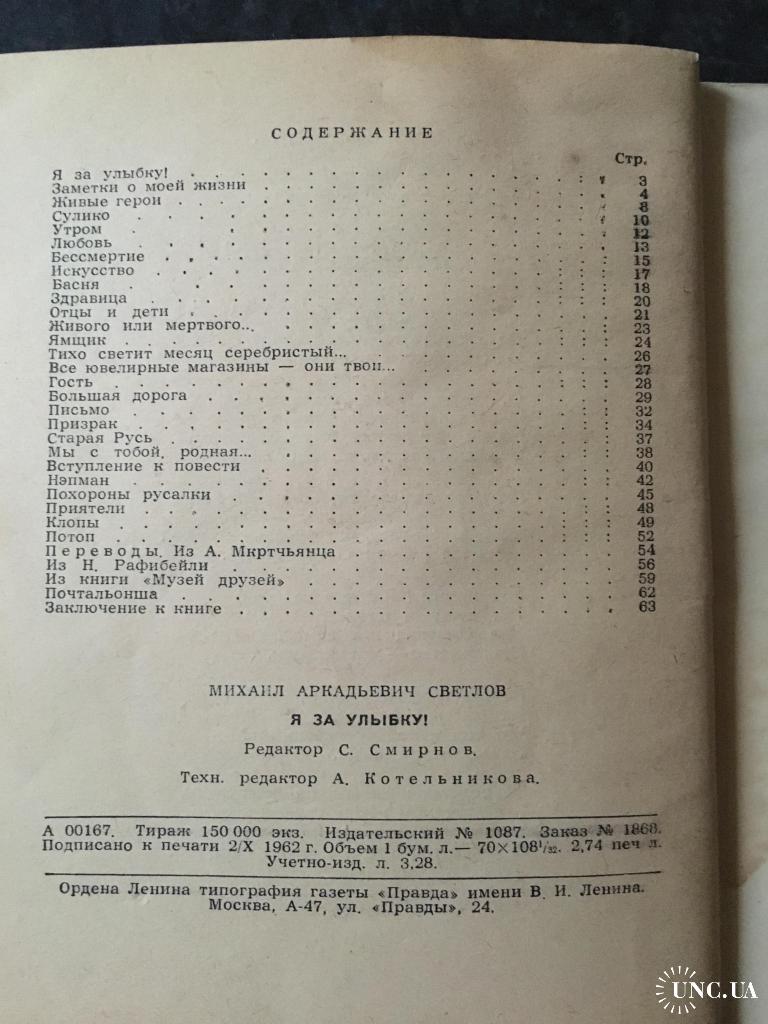 СОДЕРЖАНИЕ
Стр.
Я за улыбку! 3
Заметки о моей жизни 4
Живые герои 8
Сулико 10
Утром 12
Любовь 13
Бессмертие 15
Искусство 17
Басня 18
Здравица 20
Отцы и дети 21
Живого или мертвого... 23
Ямщик 24
Тихо светит месяц серебристый... 26
Все ювелирные магазины — они твои... 27
Гость 28
Большая дорога 29
Письмо 32
Призрак 34
Старая Русь 37
Мы с тобой, родная... 38
Вступление к повести 40
Нэпман 42
Похороны русалки 45
Приятели 48
Клопы 49
Потоп 52
Переводы. Из А. Мкртчьянца 54
Из Н. Рафибейли 56
Из книги «Музей друзей» 59
Почтальонша 62
Заключение к книге 63
МИХАИЛ АРКАДЬЕВИЧ СВЕТЛОВ
Я ЗА УЛЫБКУ!
Редактор С. Смирнов.
Техн. редактор А. Котельникова.
А 00167. Тираж 150 000 экз. Издательский № 1087. Заказ № 1868.
Подписано к печати 2/X 1962 г. Объем 1 бум. л.— 70×108¹/₃₂. 2,74 печ л.
Учетно-изд. л. 3,28.
Ордена Ленина типография газеты «Правда» имени В. И. Ленина.
Москва, А-47, ул. «Правды», 24.
UNC.UA